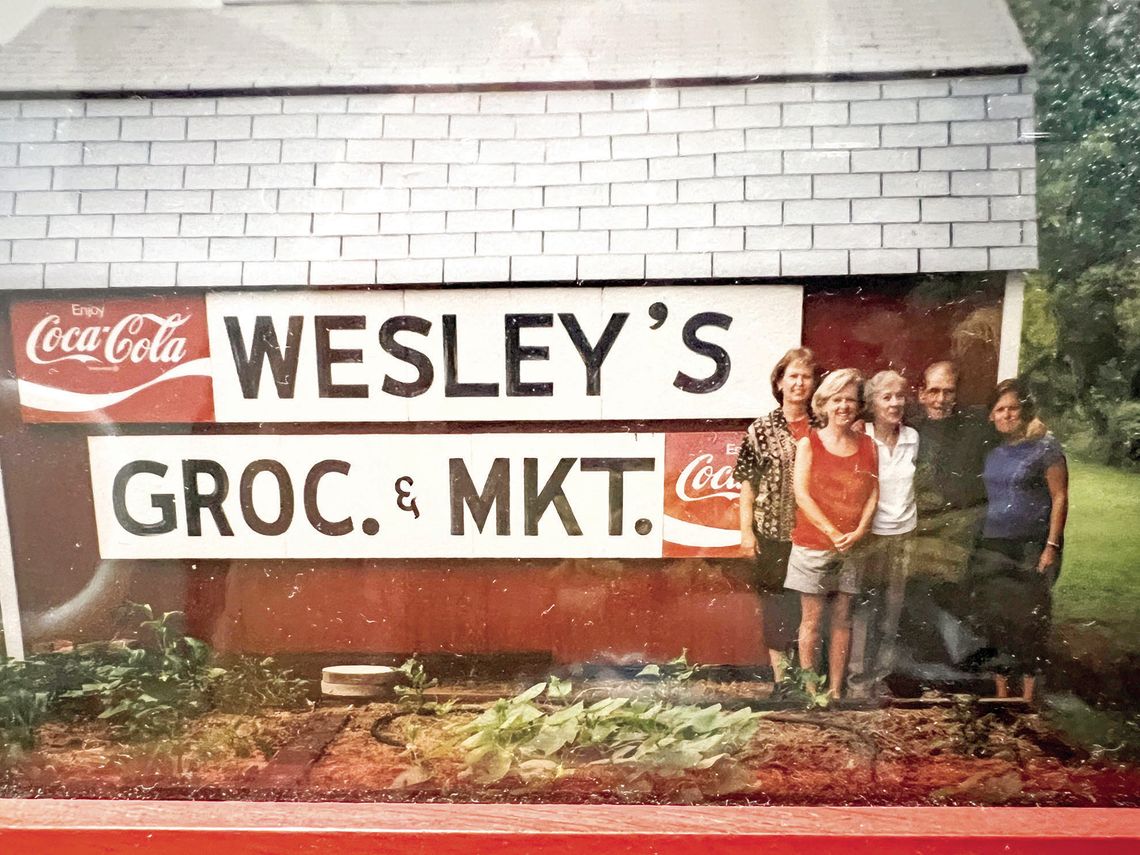 Enjoy
Coca-Cola
WESLEY'S
GROC. & MKT.
Coca